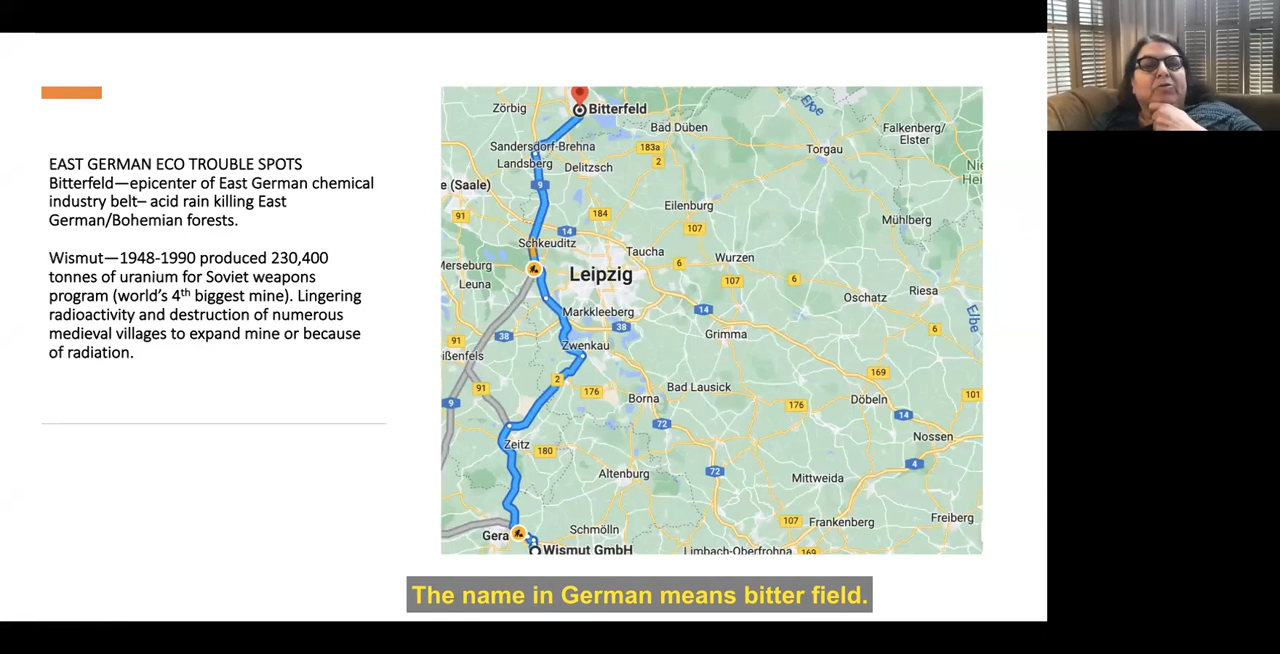 EAST GERMAN ECO TROUBLE SPOTS
Bitterfeld—epicenter of East German chemical
industry belt– acid rain killing East
German/Bohemian forests.
Wismut—1948-1990 produced 230,400
tonnes of uranium for Soviet weapons
program (world's 4th biggest mine). Lingering
radioactivity and destruction of numerous
medieval villages to expand mine or because
of radiation.
Zörbig
Bitterfeld
Elbe
Bad Düben
Falkenberg/
Elster
Sandersdorf-Brehna
183a
2
Torgau
Landsberg
Delitzsch
Nie
Hei
e (Saale)
9
91
184
Eilenburg
Mühlberg
107
14
Schkeuditz
Taucha
6
Wurzen
Merseburg
Leipzig
107
6
Leuna
Oschatz
Riesa
Markkleeberg
14
Elbe
38
38
Grimma
6
91
Zwenkau
ißenfels
169
2
91
176
Bad Lausick
101
9
Borna
176
Döbeln
14
72
Zeitz
180
Nossen
72
4
Altenburg
Mittweida
107
Frankenberg
Freiberg
Gera
Schmölln
Wismut GmbH
Limbach-Oberfrohna
169
The name in German means bitter field.